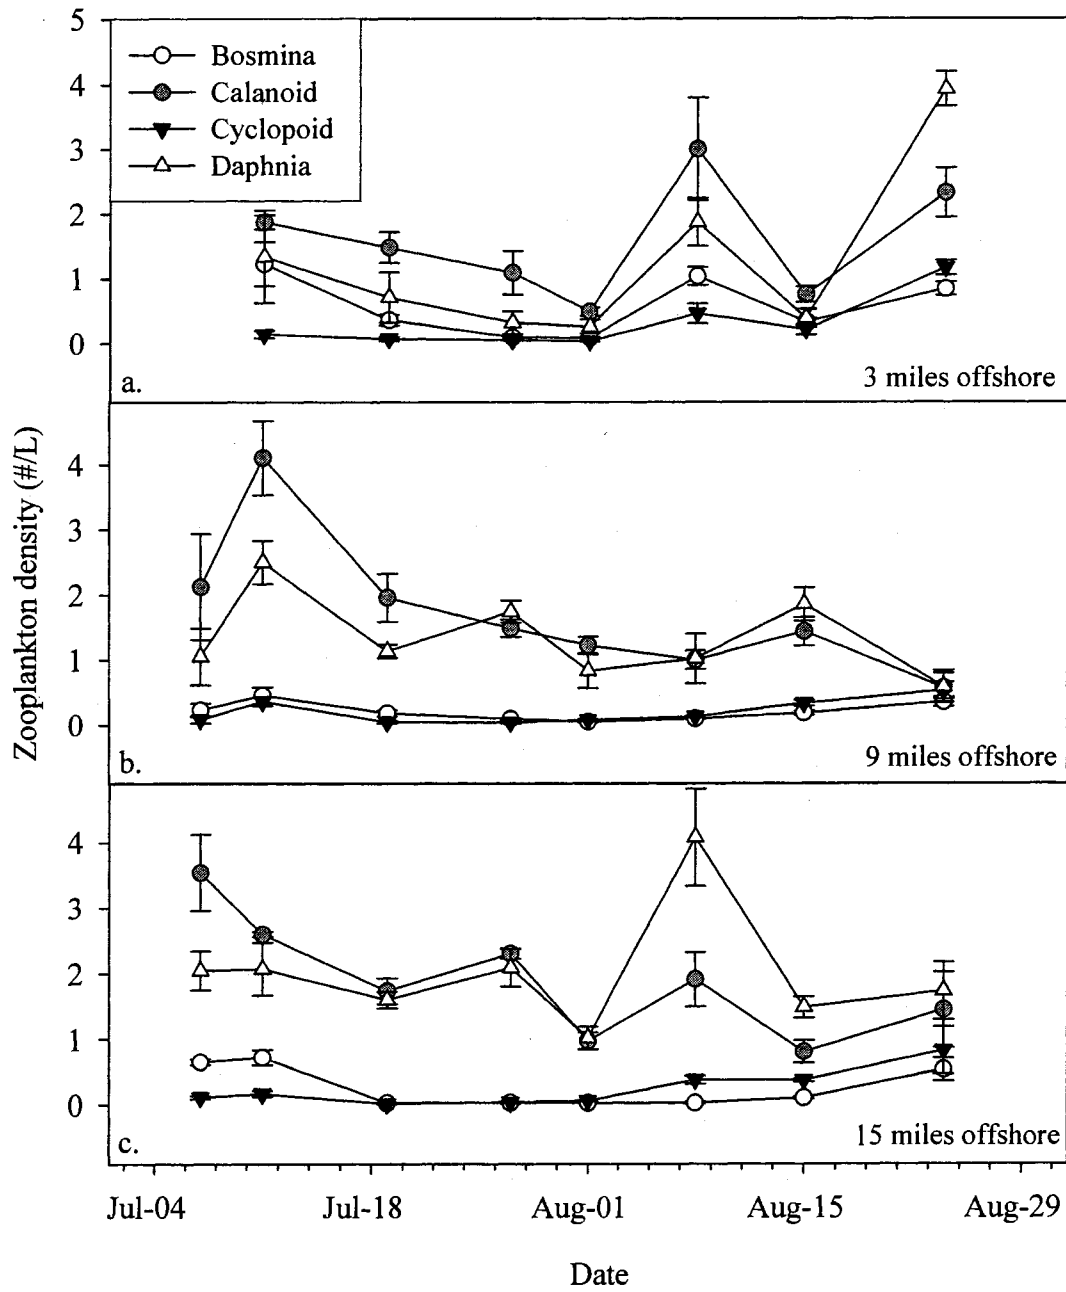 5
4
3
2
1
0
Bosmina
Calanoid
Cyclopoid
Daphnia
a.
3 miles offshore
Zooplankton density (#/L)
4
3
2
1
0
b.
9 miles offshore
4
3
2
1
0
c.
15 miles offshore
Jul-04 Jul-18 Aug-01 Aug-15 Aug-29
Date